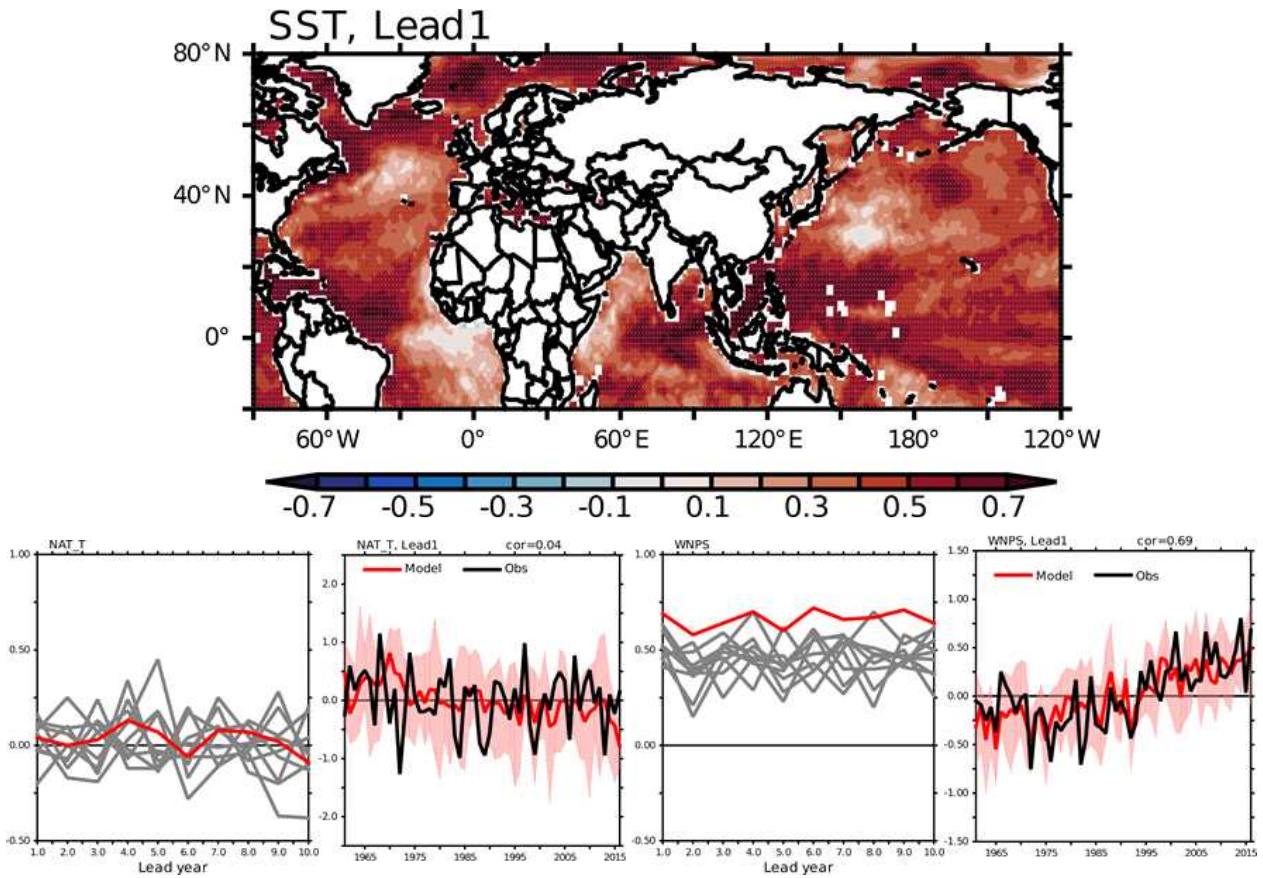 SST, Lead1
80°N
40°N
0°
60°W 0° 60°E 120°E 180° 120°W
-0.7 -0.5 -0.3 -0.1 0.1 0.3 0.5 0.7
NAT_T
1.00
0.50
0.00
-0.50
1.0 2.0 3.0 4.0 5.0 6.0 7.0 8.0 9.0 10.0
Lead year
NAT_T, Lead1 cor=0.04
Model Obs
2.0
1.0
0.0
-1.0
-2.0
1965 1975 1985 1995 2005 2015
WNPS
1.00
0.50
0.00
-0.50
1.0 2.0 3.0 4.0 5.0 6.0 7.0 8.0 9.0 10.0
Lead year
WNPS, Lead1 cor=0.69
Model Obs
1.50
1.00
0.50
0.00
-0.50
-1.00
-1.50
1965 1975 1985 1995 2005 2015